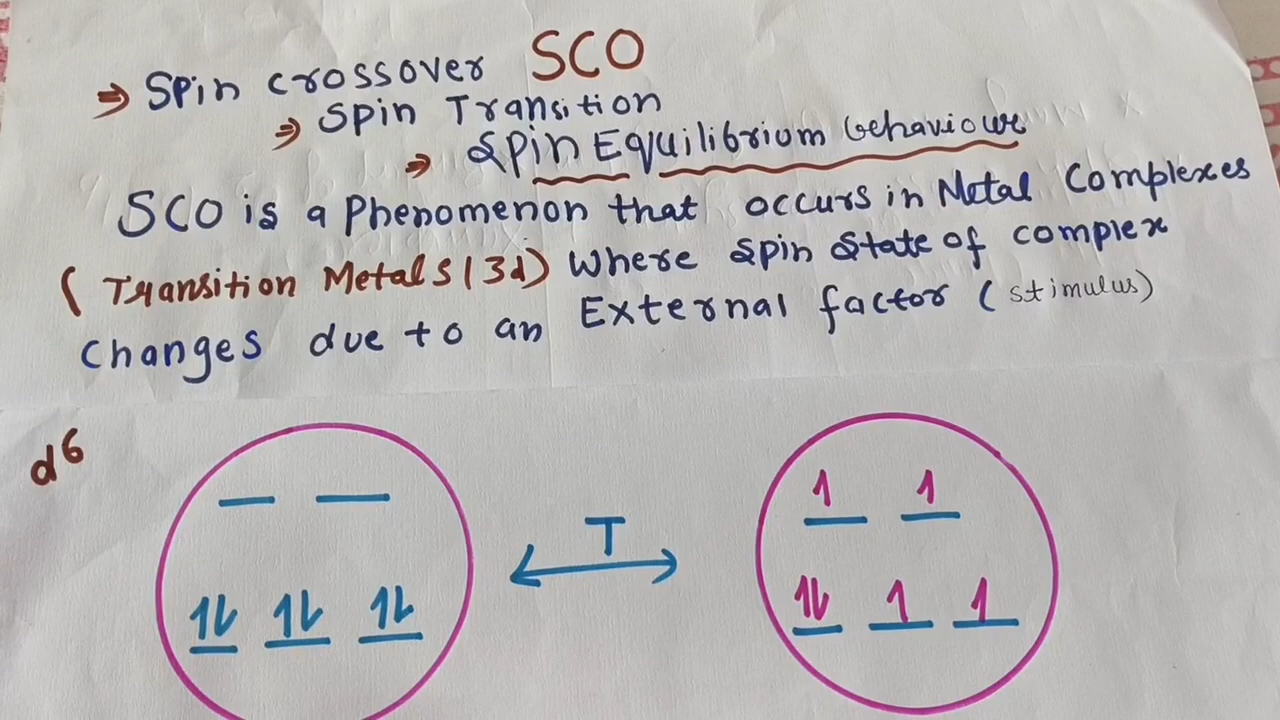 ⇒ Spin crossover SCO
⇒ Spin Transition
⇒ Spin Equilibrium behaviour
SCO is a Phenomenon that occurs in Metal Complexes
( Transition Metals (3d) Where Spin State of complex
changes due to an External factor ( stimulus)
d6
T